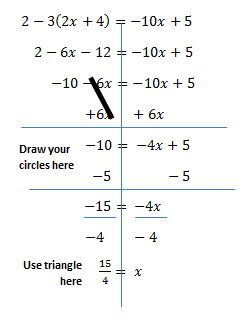 2 − 3(2x + 4) = −10x + 5
2 − 6x − 12 = −10x + 5
−10 − 6x = −10x + 5
+6x + 6x
Draw your circles here
−10 = −4x + 5
−5 − 5
−15 = −4x
−4 − 4
Use triangle here
15/4 = x